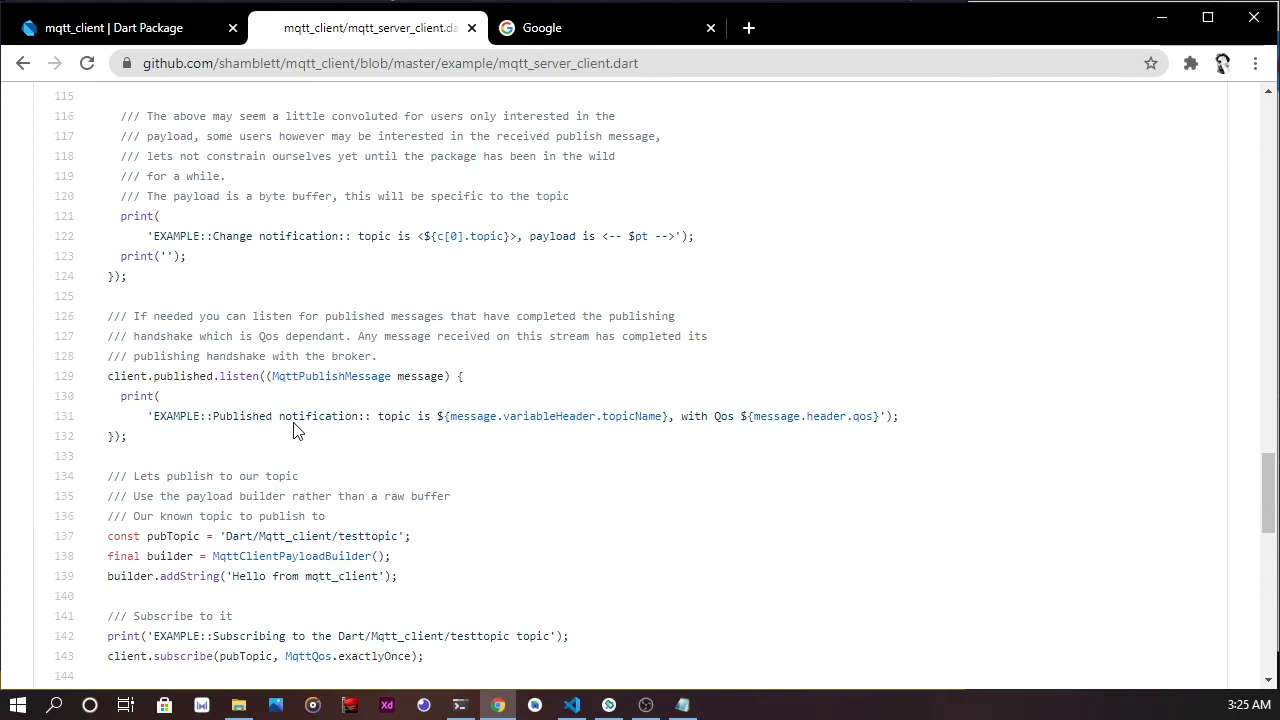 mqtt_client | Dart Package
mqtt_client/mqtt_server_client.da
Google
github.com/shamblett/mqtt_client/blob/master/example/mqtt_server_client.dart
115
116 /// The above may seem a little convoluted for users only interested in the
117 /// payload, some users however may be interested in the received publish message,
118 /// lets not constrain ourselves yet until the package has been in the wild
119 /// for a while.
120 /// The payload is a byte buffer, this will be specific to the topic
121 print(
122 'EXAMPLE::Change notification:: topic is <${c[0].topic}>, payload is <-- $pt -->');
123 print('');
124 });
125
126 /// If needed you can listen for published messages that have completed the publishing
127 /// handshake which is Qos dependant. Any message received on this stream has completed its
128 /// publishing handshake with the broker.
129 client.published.listen((MqttPublishMessage message) {
130 print(
131 'EXAMPLE::Published notification:: topic is ${message.variableHeader.topicName}, with Qos ${message.header.qos}');
132 });
133
134 /// Lets publish to our topic
135 /// Use the payload builder rather than a raw buffer
136 /// Our known topic to publish to
137 const pubTopic = 'Dart/Mqtt_client/testtopic';
138 final builder = MqttClientPayloadBuilder();
139 builder.addString('Hello from mqtt_client');
140
141 /// Subscribe to it
142 print('EXAMPLE::Subscribing to the Dart/Mqtt_client/testtopic topic');
143 client.subscribe(pubTopic, MqttQos.exactlyOnce);
144
Xd
3:25 AM